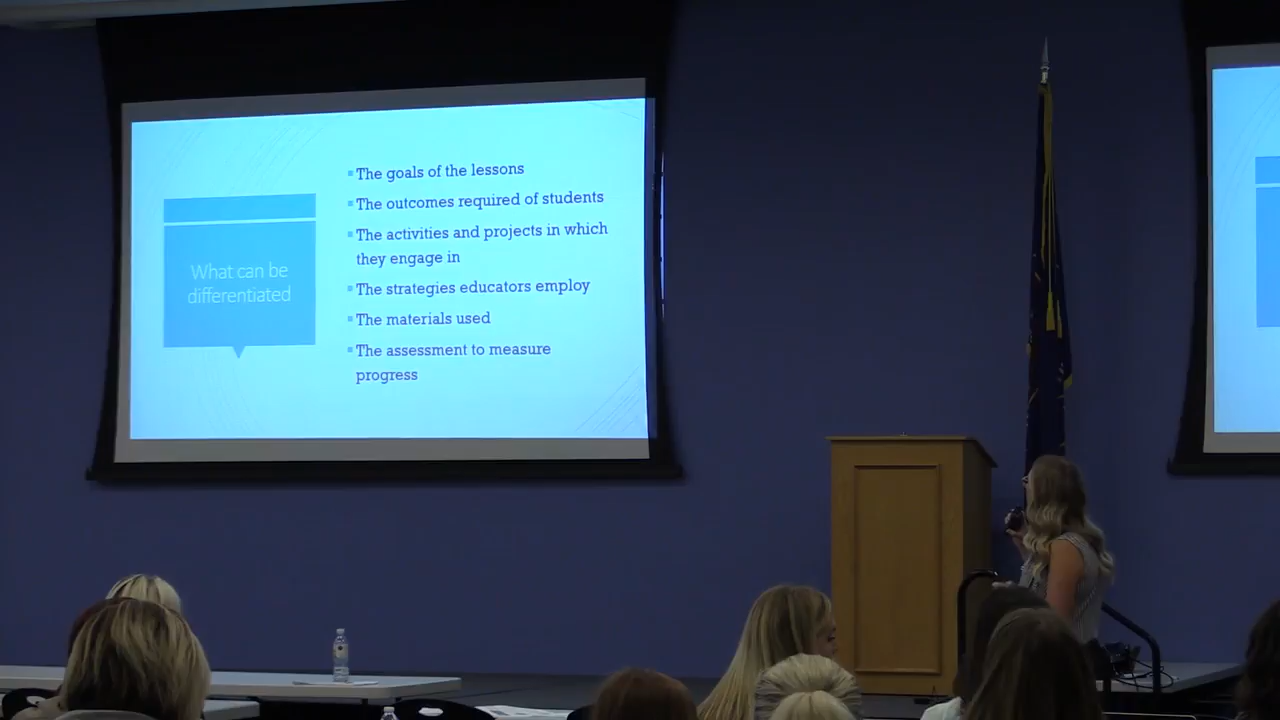 What can be
differentiated
The goals of the lessons
The outcomes required of students
The activities and projects in which
they engage in
The strategies educators employ
The materials used
The assessment to measure
progress